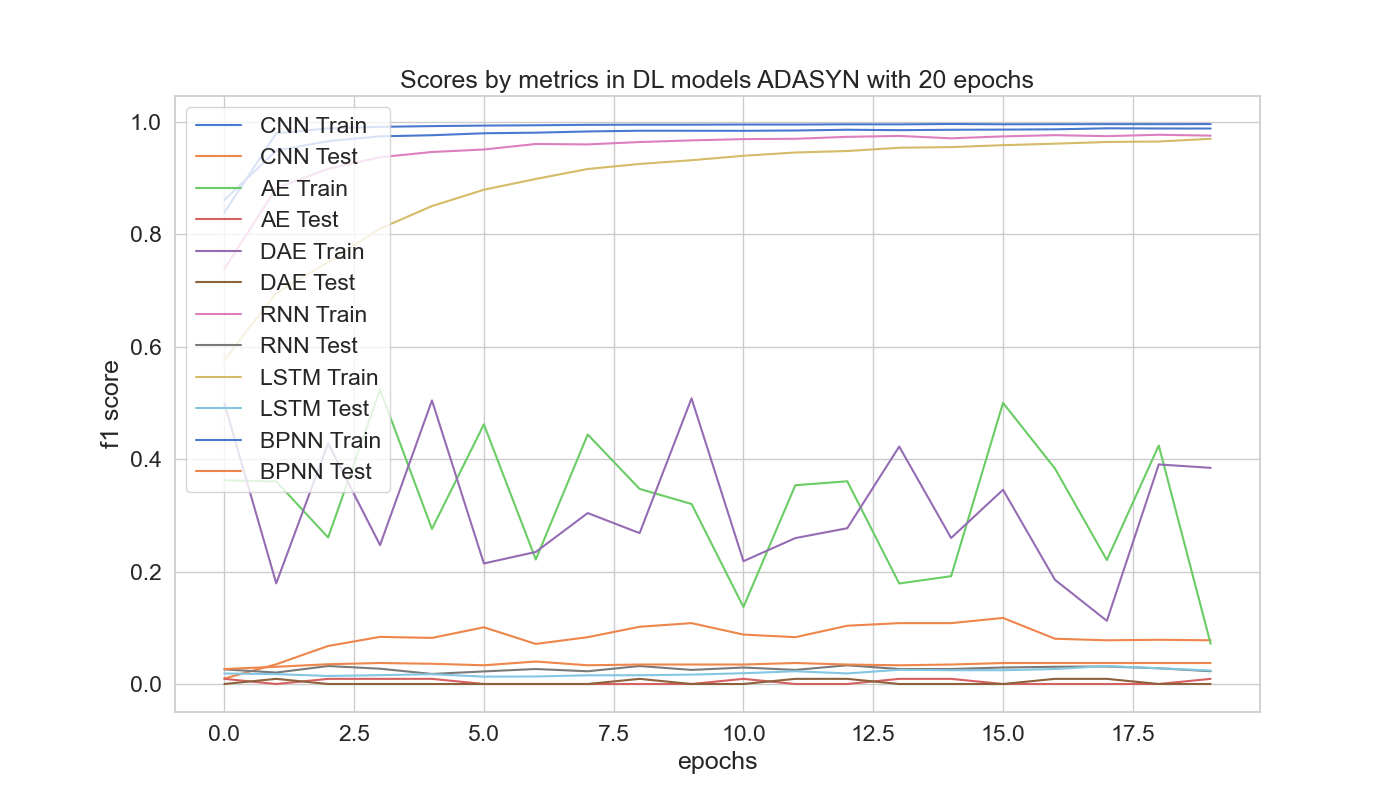 Scores by metrics in DL models ADASYN with 20 epochs
1.0
0.8
0.6
0.4
0.2
0.0
f1 score
CNN Train
CNN Test
AE Train
AE Test
DAE Train
DAE Test
RNN Train
RNN Test
LSTM Train
LSTM Test
BPNN Train
BPNN Test
0.0 2.5 5.0 7.5 10.0 12.5 15.0 17.5
epochs